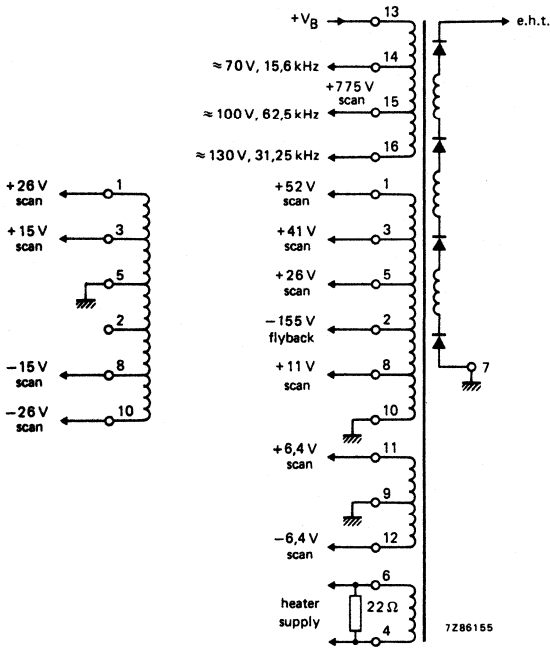 +V_B
13
e.h.t.
≈ 70 V, 15,6 kHz
14
+775 V
scan
15
≈ 100 V, 62,5 kHz
16
≈ 130 V, 31,25 kHz
+26 V
scan
1
+15 V
scan
3
5
2
−15 V
scan
8
−26 V
scan
10
+52 V
scan
1
+41 V
scan
3
+26 V
scan
5
−155 V
flyback
2
+11 V
scan
8
10
7
+6,4 V
scan
11
9
−6,4 V
scan
12
heater
supply
6
22 Ω
4
7Z86155